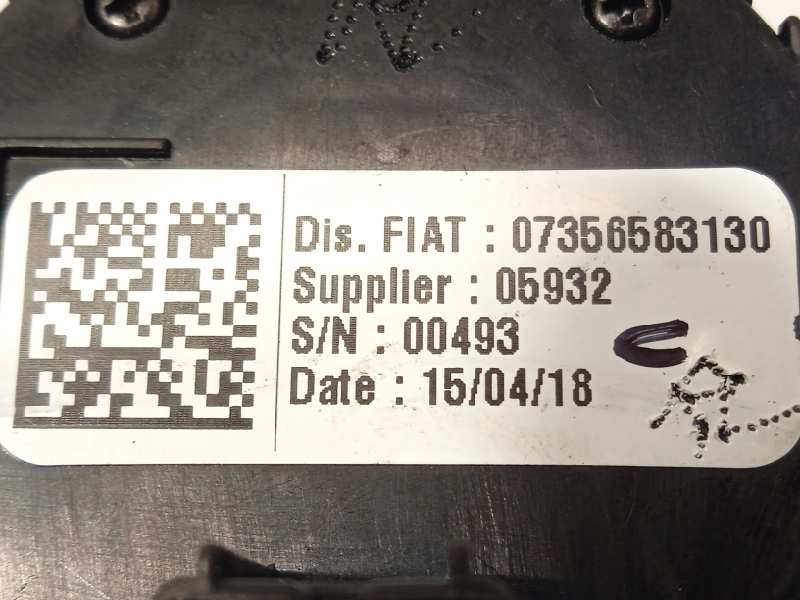 Dis. FIAT : 07356583130
Supplier : 05932
S/N : 00493
Date : 15/04/18